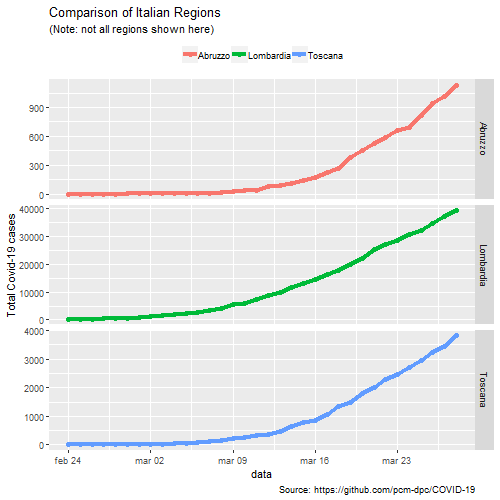 Comparison of Italian Regions
(Note: not all regions shown here)
Abruzzo Lombardia Toscana
Total Covid-19 cases
900
600
300
0
Abruzzo
40000
30000
20000
10000
0
Lombardia
4000
3000
2000
1000
0
Toscana
feb 24 mar 02 mar 09 mar 16 mar 23
data
Source: https://github.com/pcm-dpc/COVID-19